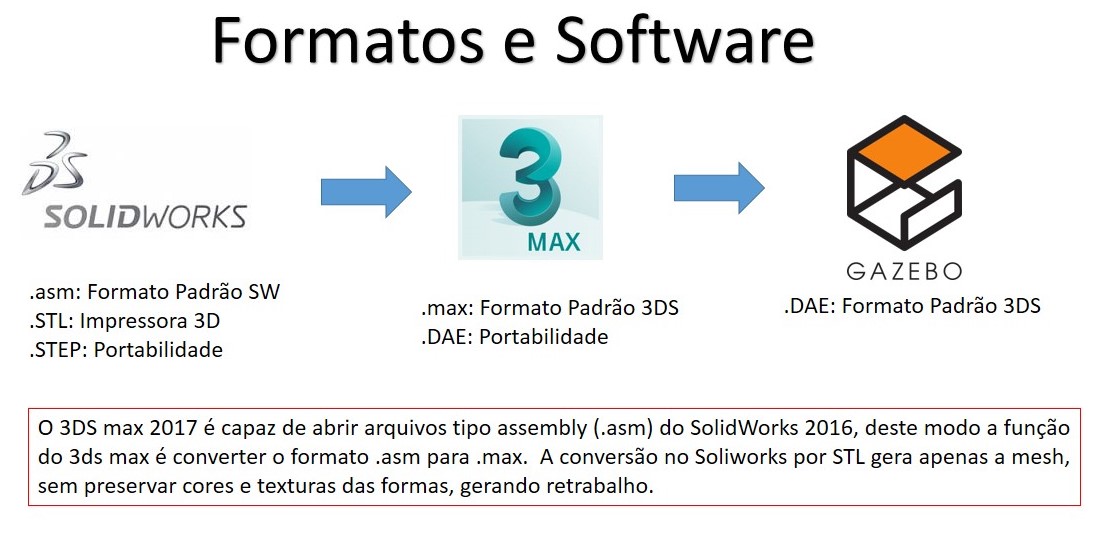 Formatos e Software
3DS
SOLIDWORKS
3
MAX
GAZEBO
.asm: Formato Padrão SW
.STL: Impressora 3D
.STEP: Portabilidade
.max: Formato Padrão 3DS
.DAE: Portabilidade
.DAE: Formato Padrão 3DS
O 3DS max 2017 é capaz de abrir arquivos tipo assembly (.asm) do SolidWorks 2016, deste modo a função
do 3ds max é converter o formato .asm para .max.  A conversão no Soliworks por STL gera apenas a mesh,
sem preservar cores e texturas das formas, gerando retrabalho.